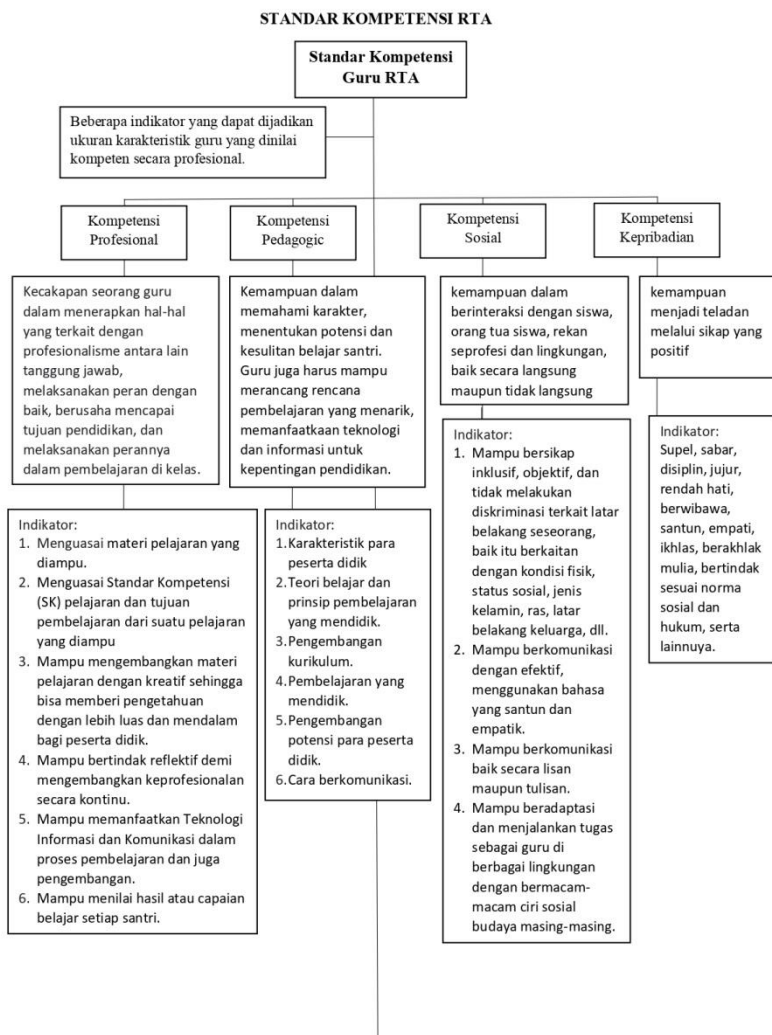 STANDAR KOMPETENSI RTA
Standar Kompetensi
Guru RTA
Beberapa indikator yang dapat dijadikan
ukuran karakteristik guru yang dinilai
kompeten secara profesional.
Kompetensi
Profesional
Kompetensi
Pedagogic
Kompetensi
Sosial
Kompetensi
Kepribadian
Kecakapan seorang guru
dalam menerapkan hal-hal
yang terkait dengan
profesionalisme antara lain
tanggung jawab,
melaksanakan peran dengan
baik, berusaha mencapai
tujuan pendidikan, dan
melaksanakan perannya
dalam pembelajaran di kelas.
Kemampuan dalam
memahami karakter,
menentukan potensi dan
kesulitan belajar santri.
Guru juga harus mampu
merancang rencana
pembelajaran yang menarik,
memanfaatkaan teknologi
dan informasi untuk
kepentingan pendidikan.
kemampuan dalam
berinteraksi dengan siswa,
orang tua siswa, rekan
seprofesi dan lingkungan,
baik secara langsung
maupun tidak langsung
kemampuan
menjadi teladan
melalui sikap yang
positif
Indikator:
1. Menguasai materi pelajaran yang
diampu.
2. Menguasai Standar Kompetensi
(SK) pelajaran dan tujuan
pembelajaran dari suatu pelajaran
yang diampu
3. Mampu mengembangkan materi
pelajaran dengan kreatif sehingga
bisa memberi pengetahuan
dengan lebih luas dan mendalam
bagi peserta didik.
4. Mampu bertindak reflektif demi
mengembangkan keprofesionalan
secara kontinu.
5. Mampu memanfaatkan Teknologi
Informasi dan Komunikasi dalam
proses pembelajaran dan juga
pengembangan.
6. Mampu menilai hasil atau capaian
belajar setiap santri.
Indikator:
1.Karakteristik para
peserta didik
2.Teori belajar dan
prinsip pembelajaran
yang mendidik.
3.Pengembangan
kurikulum.
4.Pembelajaran yang
mendidik.
5.Pengembangan
potensi para peserta
didik.
6.Cara berkomunikasi.
Indikator:
1. Mampu bersikap
inklusif, objektif, dan
tidak melakukan
diskriminasi terkait latar
belakang seseorang,
baik itu berkaitan
dengan kondisi fisik,
status sosial, jenis
kelamin, ras, latar
belakang keluarga, dll.
2. Mampu berkomunikasi
dengan efektif,
menggunakan bahasa
yang santun dan
empatik.
3. Mampu berkomunikasi
baik secara lisan
maupun tulisan.
4. Mampu beradaptasi
dan menjalankan tugas
sebagai guru di
berbagai lingkungan
dengan bermacam-
macam ciri sosial
budaya masing-masing.
Indikator:
Supel, sabar,
disiplin, jujur,
rendah hati,
berwibawa,
santun, empati,
ikhlas, berakhlak
mulia, bertindak
sesuai norma
sosial dan
hukum, serta
lainnuya.